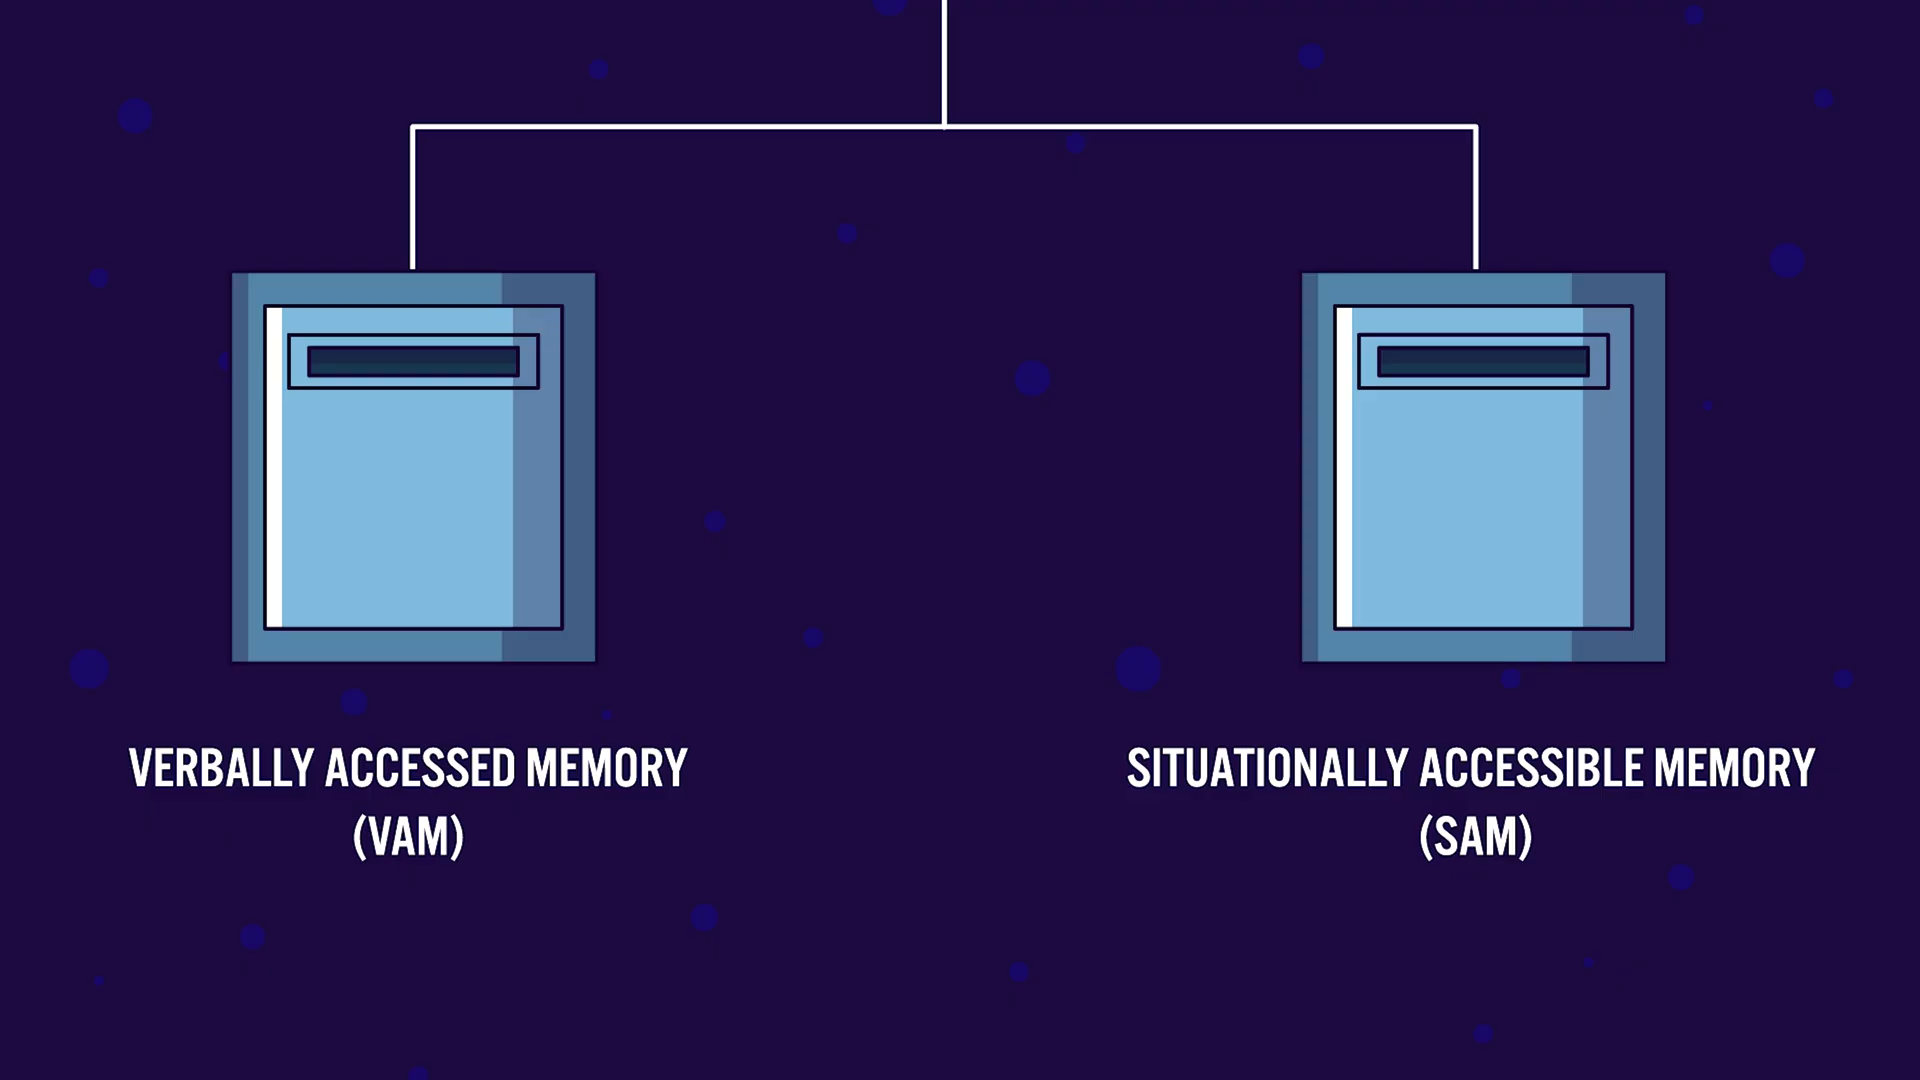 VERBALLY ACCESSED MEMORY
(VAM)
SITUATIONALLY ACCESSIBLE MEMORY
(SAM)